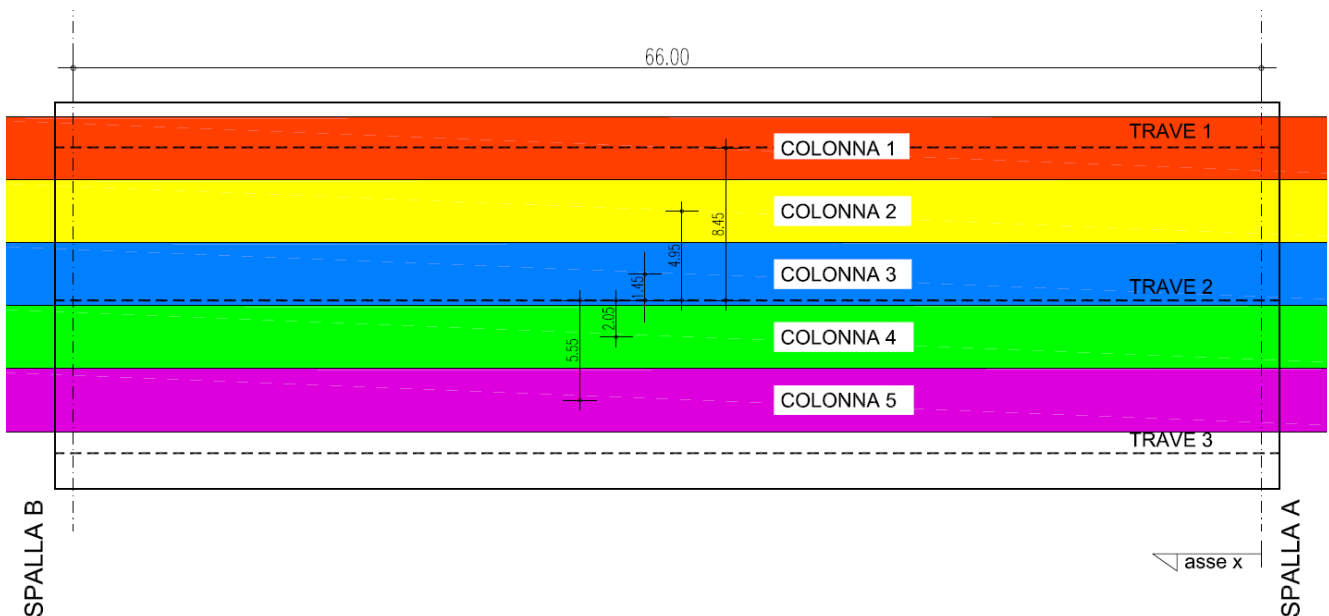 66.00
TRAVE 1
COLONNA 1
COLONNA 2
8.45
4.95
COLONNA 3
1.45
TRAVE 2
2.05
COLONNA 4
5.55
COLONNA 5
TRAVE 3
SPALLA B
SPALLA A
asse x